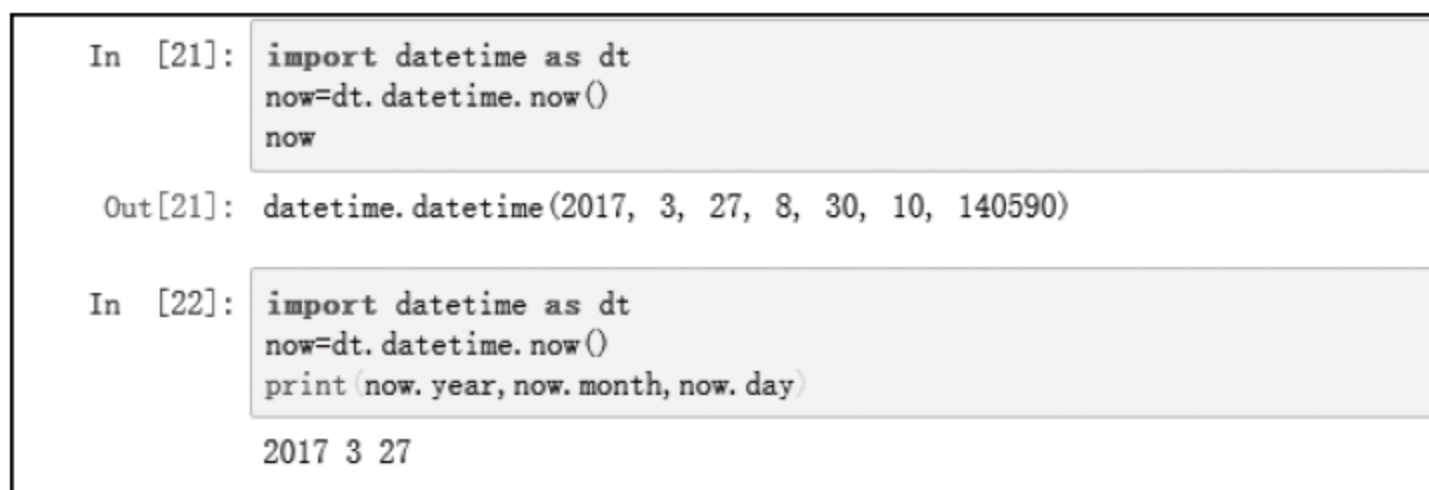 In [21]: import datetime as dt
now=dt.datetime.now()
now
Out[21]: datetime.datetime(2017, 3, 27, 8, 30, 10, 140590)
In [22]: import datetime as dt
now=dt.datetime.now()
print(now.year,now.month,now.day)
2017 3 27